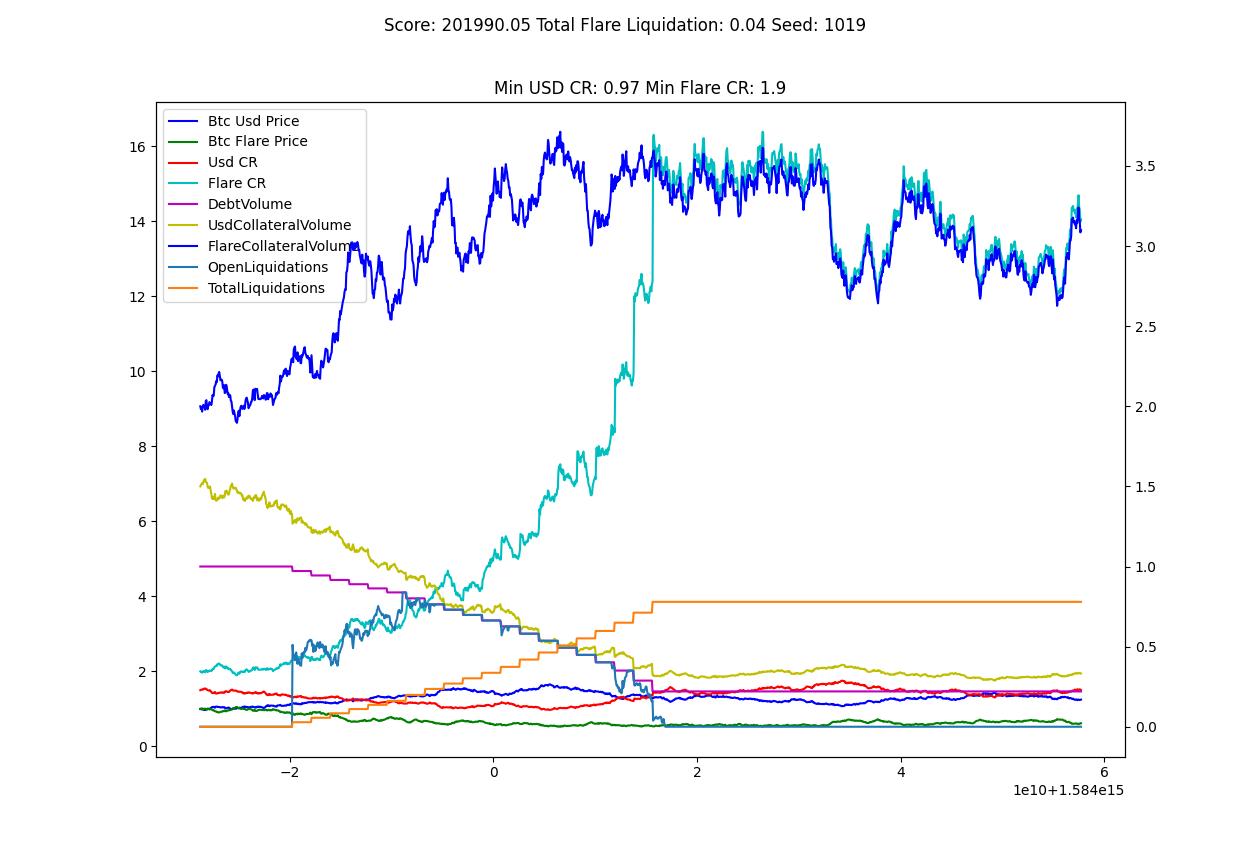 Score: 201990.05 Total Flare Liquidation: 0.04 Seed: 1019
Min USD CR: 0.97 Min Flare CR: 1.9
Btc Usd Price
Btc Flare Price
Usd CR
Flare CR
DebtVolume
UsdCollateralVolume
FlareCollateralVolume
OpenLiquidations
TotalLiquidations
16
14
12
10
8
6
4
2
0
3.5
3.0
2.5
2.0
1.5
1.0
0.5
0.0
−2
0
2
4
6
1e10+1.584e15